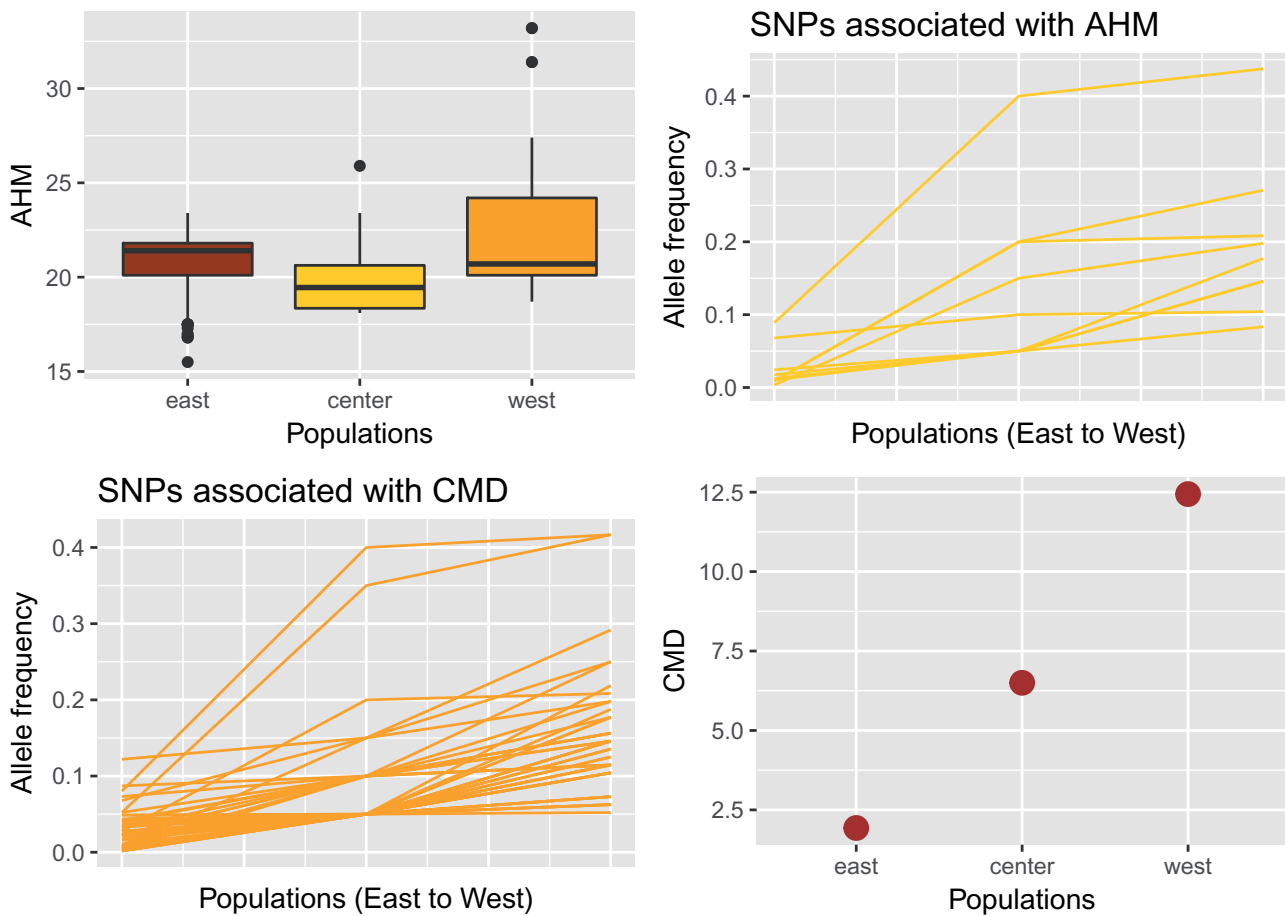 AHM
30
25
20
15
east center west
Populations
SNPs associated with AHM
Allele frequency
0.4
0.3
0.2
0.1
0.0
Populations (East to West)
SNPs associated with CMD
Allele frequency
0.4
0.3
0.2
0.1
0.0
Populations (East to West)
CMD
12.5
10.0
7.5
5.0
2.5
east center west
Populations